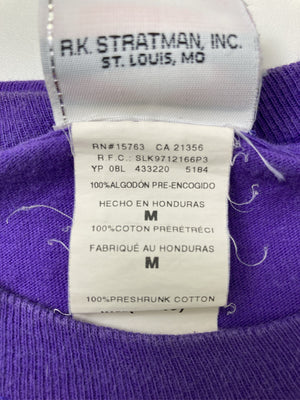 R.K. STRATMAN, INC.
ST. LOUIS, MO
RN#15763 CA 21356
R.F.C.: SLK9712166P3
YP 0BL 433220 5184
100%ALGODÓN PRE-ENCOGIDO
HECHO EN HONDURAS
M
100%COTON PRÉRÉTRÉCI
FABRIQUÉ AU HONDURAS
M
100%PRESHRUNK COTTON